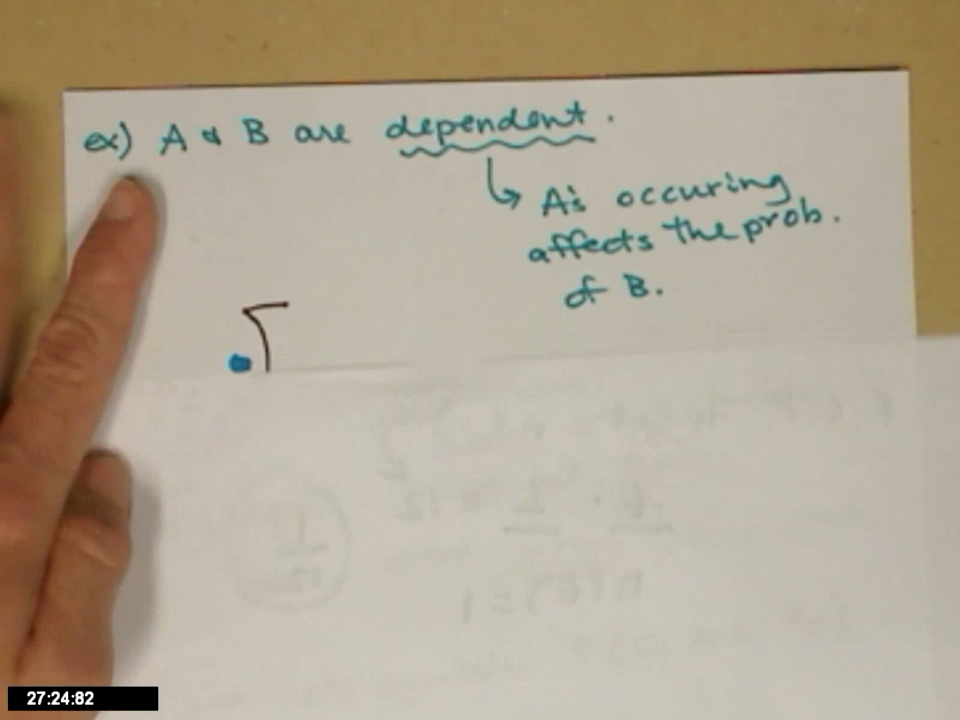 ex) A & B are dependent.
A's occuring
affects the prob.
of B.
27:24:82